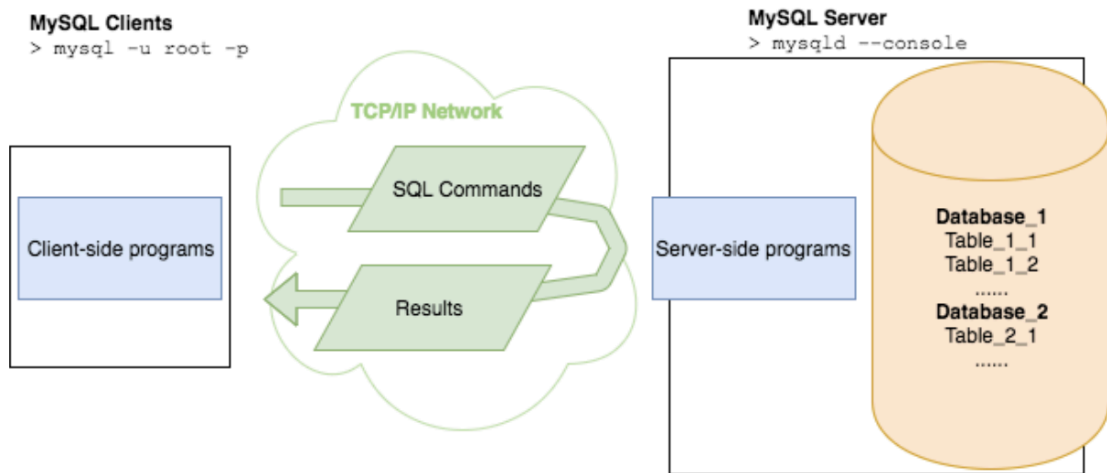 MySQL Clients
> mysql -u root -p
MySQL Server
> mysqld --console
TCP/IP Network
SQL Commands
Client-side programs
Server-side programs
Results
Database_1
Table_1_1
Table_1_2
......
Database_2
Table_2_1
......